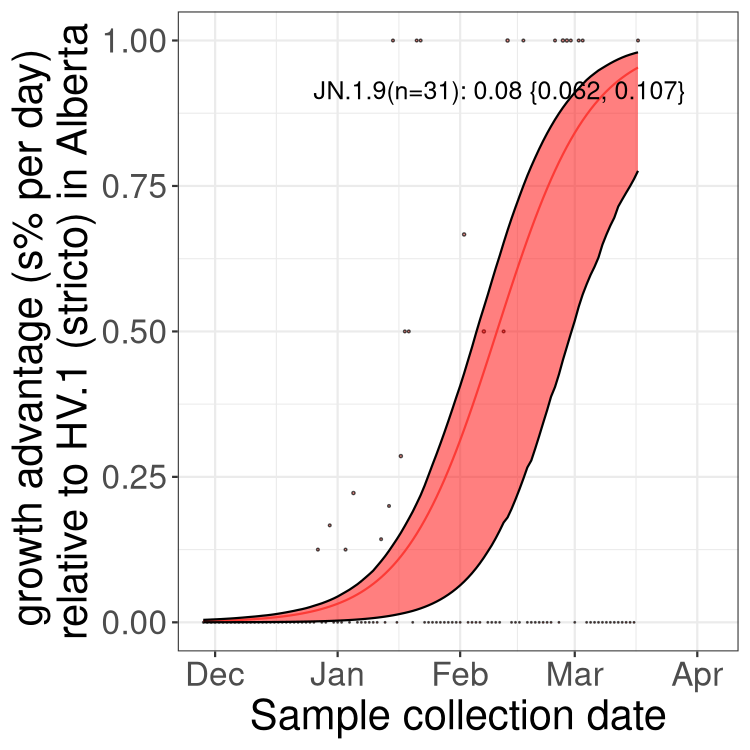 growth advantage (s% per day)
relative to HV.1 (stricto) in Alberta
1.00
0.75
0.50
0.25
0.00
JN.1.9(n=31): 0.08 {0.062, 0.107}
Dec Jan Feb Mar Apr
Sample collection date